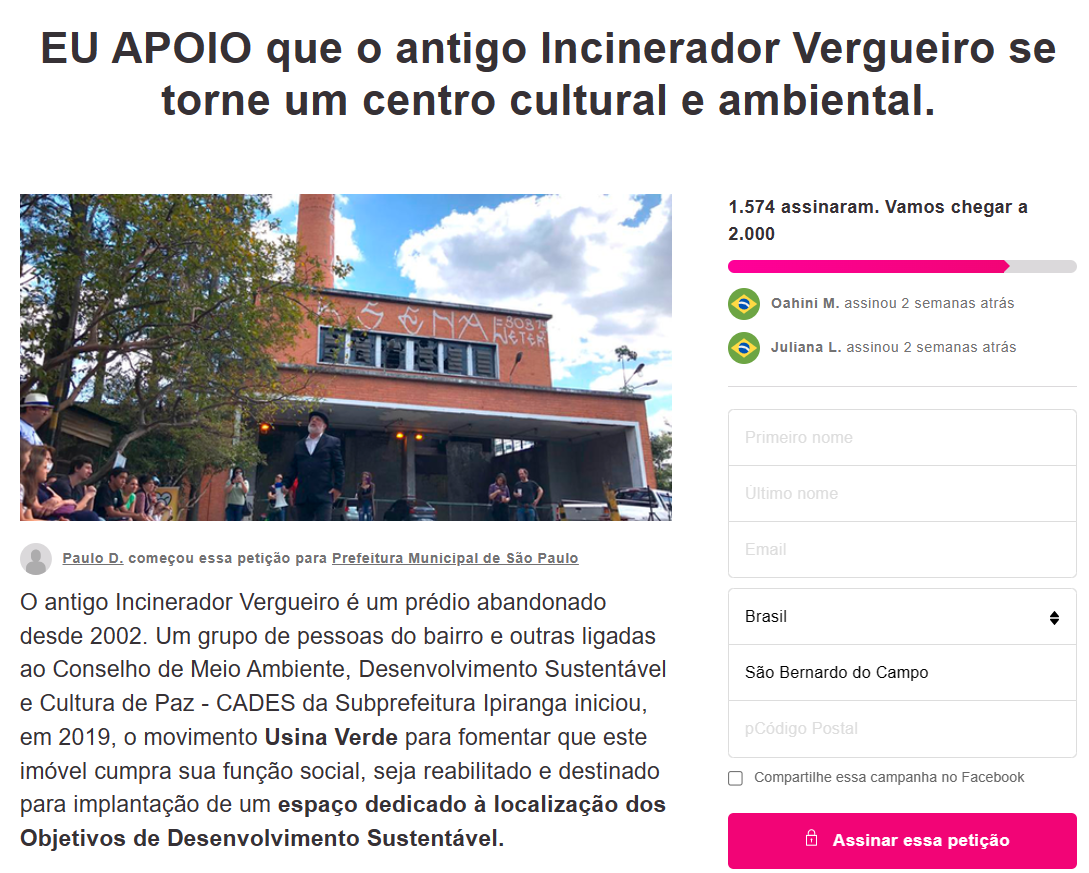 EU APOIO que o antigo Incinerador Vergueiro se
torne um centro cultural e ambiental.
1.574 assinaram. Vamos chegar a
2.000
Oahini M. assinou 2 semanas atrás
Juliana L. assinou 2 semanas atrás
Primeiro nome
Último nome
Email
Brasil
São Bernardo do Campo
pCódigo Postal
Compartilhe essa campanha no Facebook
Assinar essa petição
Paulo D. começou essa petição para Prefeitura Municipal de São Paulo
O antigo Incinerador Vergueiro é um prédio abandonado
desde 2002. Um grupo de pessoas do bairro e outras ligadas
ao Conselho de Meio Ambiente, Desenvolvimento Sustentável
e Cultura de Paz - CADES da Subprefeitura Ipiranga iniciou,
em 2019, o movimento Usina Verde para fomentar que este
imóvel cumpra sua função social, seja reabilitado e destinado
para implantação de um espaço dedicado à localização dos
Objetivos de Desenvolvimento Sustentável.